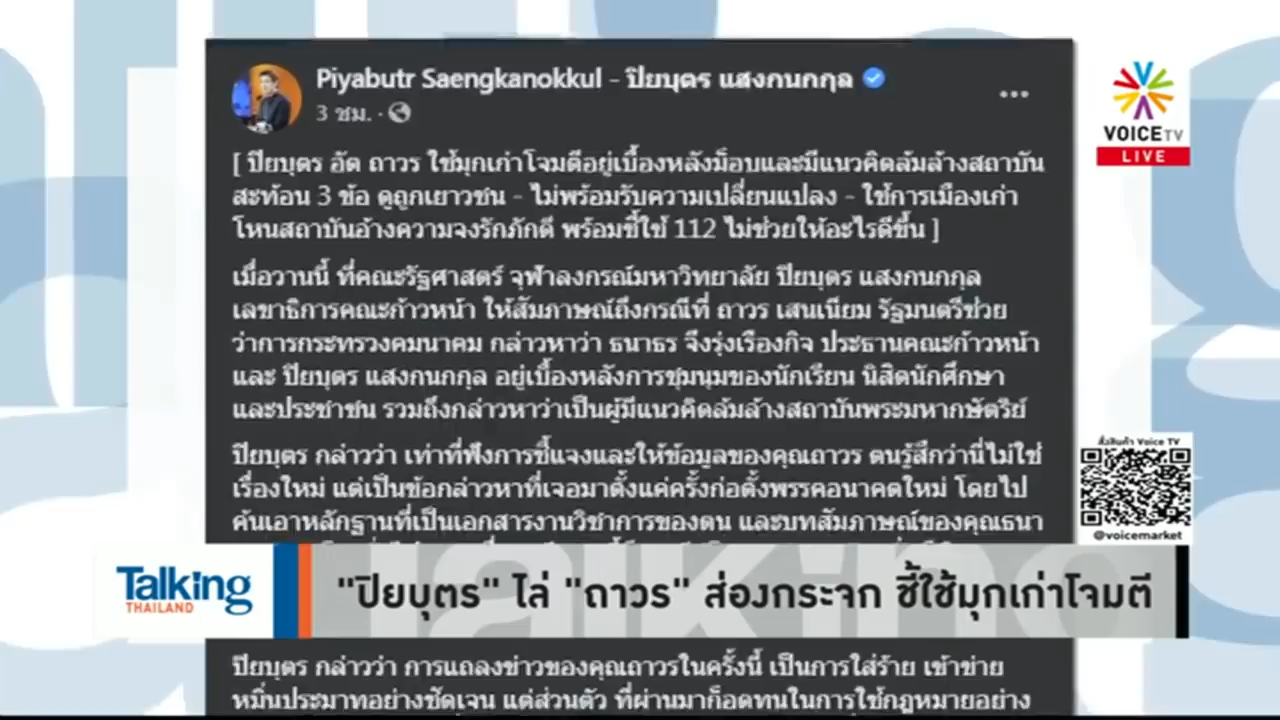 Piyabutr Saengkanokkul - ปิยบุตร แสงกนกกุล
3 ชม.
[ ปิยบุตร อัด ถาวร ใช้มุกเก่าโจมตีอยู่เบื้องหลังม็อบและมีแนวคิดล้มล้างสถาบัน
สะท้อน 3 ข้อ ดูถูกเยาวชน - ไม่พร้อมรับความเปลี่ยนแปลง - ใช้การเมืองเก่า
โหนสถาบันอ้างความจงรักภักดี พร้อมชี้ใช้ 112 ไม่ช่วยให้อะไรดีขึ้น ]
เมื่อวานนี้ ที่คณะรัฐศาสตร์ จุฬาลงกรณ์มหาวิทยาลัย ปิยบุตร แสงกนกกุล
เลขาธิการคณะก้าวหน้า ให้สัมภาษณ์ถึงกรณีที่ ถาวร เสนเนียม รัฐมนตรีช่วย
ว่าการกระทรวงคมนาคม กล่าวหาว่า ธนาธร จึงรุ่งเรืองกิจ ประธานคณะก้าวหน้า
และ ปิยบุตร แสงกนกกุล อยู่เบื้องหลังการชุมนุมของนักเรียน นิสิตนักศึกษา
และประชาชน รวมถึงกล่าวหาว่าเป็นผู้มีแนวคิดล้มล้างสถาบันพระมหากษัตริย์
ปิยบุตร กล่าวว่า เท่าที่ฟังการชี้แจงและให้ข้อมูลของคุณถาวร ตนรู้สึกว่านี่ไม่ใช่
เรื่องใหม่ แต่เป็นข้อกล่าวหาที่เจอมาตั้งแต่ครั้งก่อตั้งพรรคอนาคตใหม่ โดยไป
ค้นเอาหลักฐานที่เป็นเอกสารงานวิชาการของตน และบทสัมภาษณ์ของคุณธนา
ปิยบุตร กล่าวว่า การแถลงข่าวของคุณถาวรในครั้งนี้ เป็นการใส่ร้าย เข้าข่าย
หมิ่นประมาทอย่างชัดเจน แต่ส่วนตัว ที่ผ่านมาก็อดทนในการใช้กฎหมายอย่าง
VOICE TV
LIVE
สั่งสินค้า Voice TV
@voicemarket
Talking
THAILAND
"ปิยบุตร" ไล่ "ถาวร" ส่องกระจก ชี้ใช้มุกเก่าโจมตี